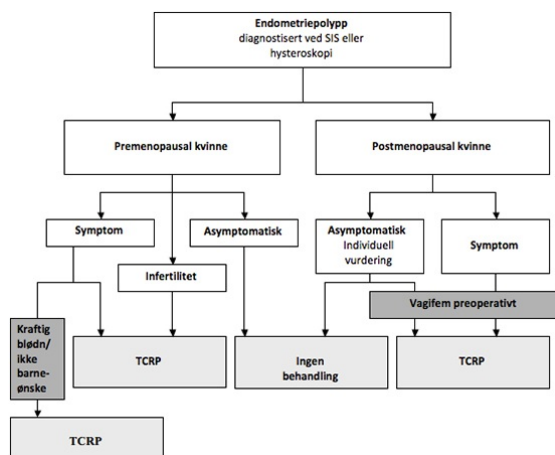 Endometriepolypp
diagnostisert ved SIS eller
hysteroskopi
Premenopausal kvinne
Postmenopausal kvinne
Symptom
Asymptomatisk
Asymptomatisk
Individuell
vurdering
Symptom
Infertilitet
Vagifem preoperativt
Kraftig
blødn/
ikke
barne-
ønske
TCRP
Ingen
behandling
TCRP
TCRP